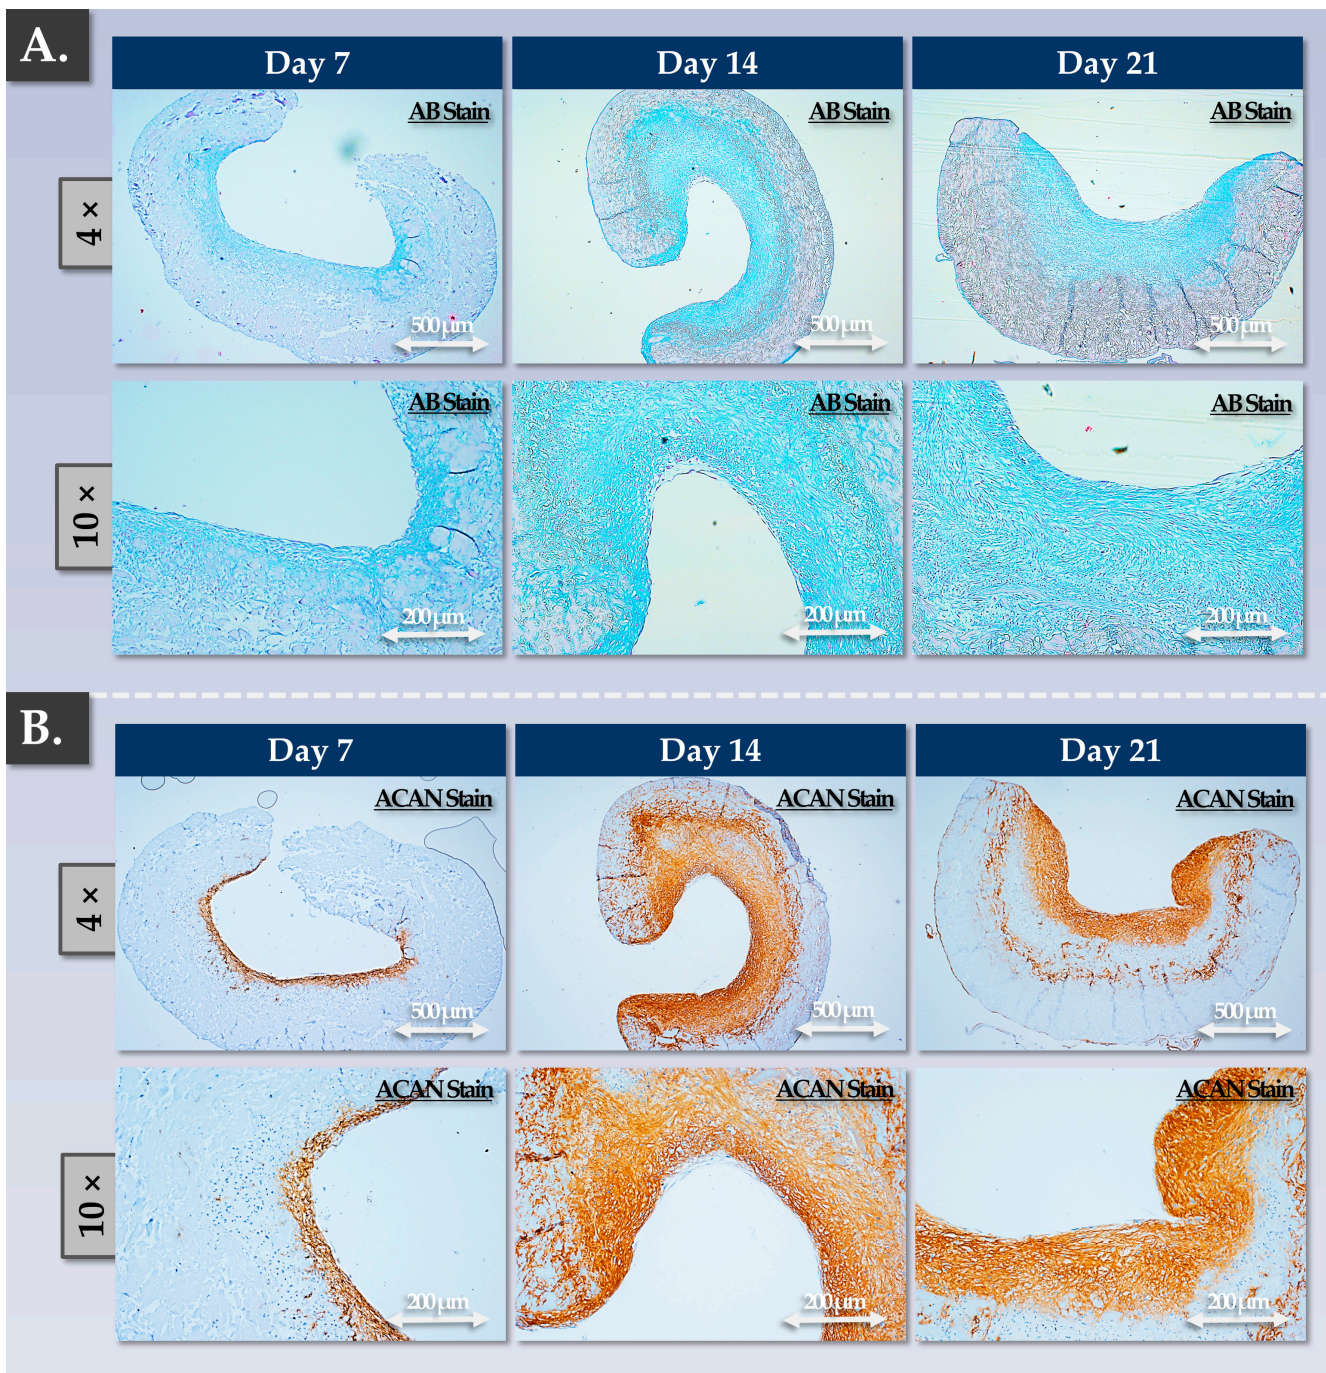 A.
Day 7 Day 14 Day 21
AB Stain AB Stain AB Stain
4 ×
500 µm 500 µm 500 µm
AB Stain AB Stain AB Stain
10 ×
200 µm 200 µm 200 µm
B.
Day 7 Day 14 Day 21
ACAN Stain ACAN Stain ACAN Stain
4 ×
500 µm 500 µm 500 µm
ACAN Stain ACAN Stain ACAN Stain
10 ×
200 µm 200 µm 200 µm